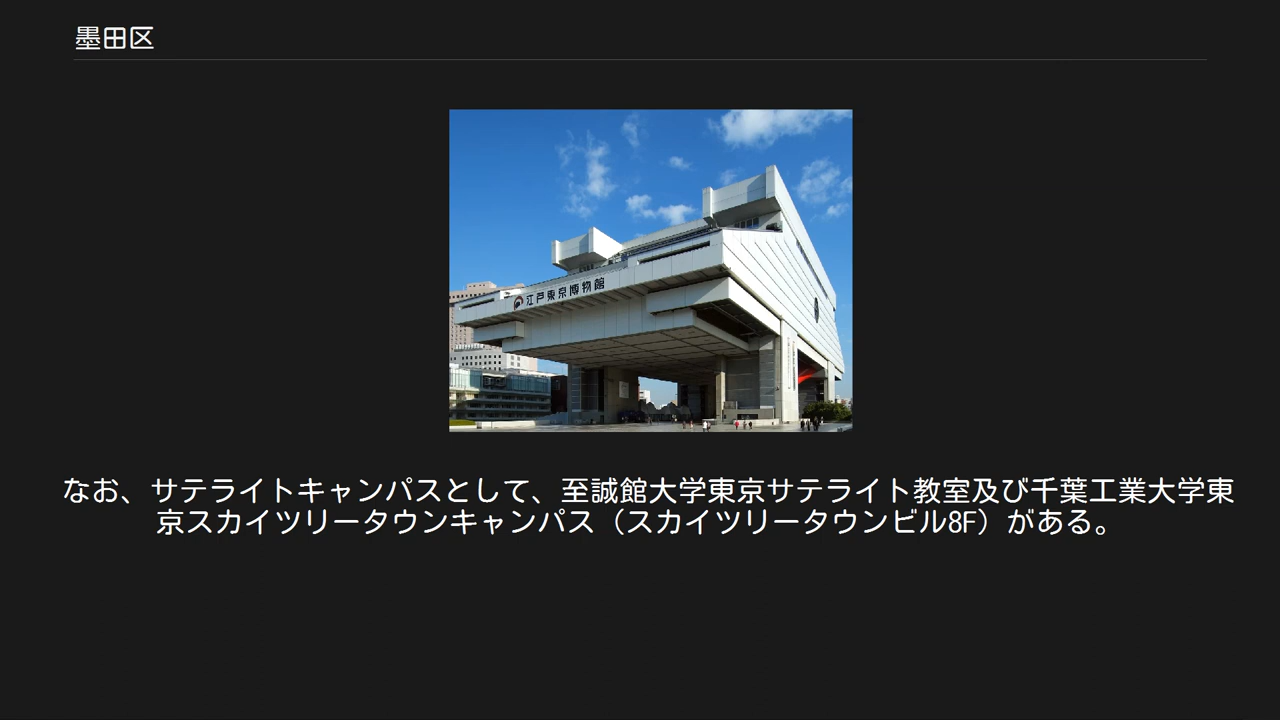 墨田区
江戸東京博物館
なお、サテライトキャンパスとして、至誠館大学東京サテライト教室及び千葉工業大学東
京スカイツリータウンキャンパス（スカイツリータウンビル8F）がある。